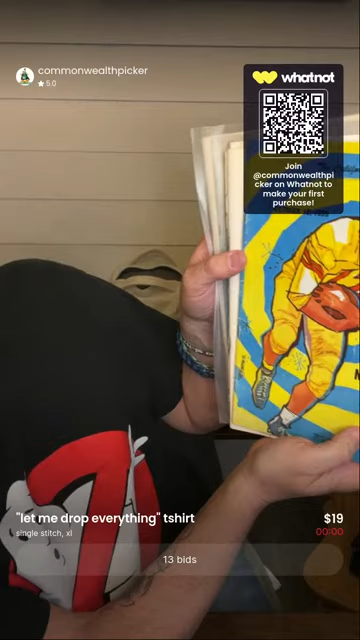 commonwealthpicker
5.0
whatnot
Join
@commonwealthpi
cker on Whatnot to
make your first
purchase!
"let me drop everything" tshirt
$19
single stitch, xl
00:00
13 bids